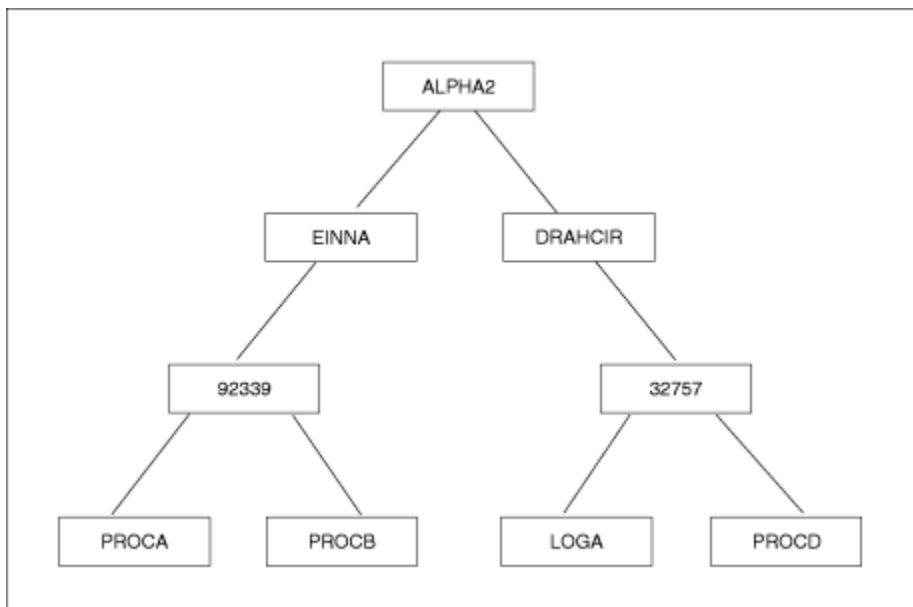 ALPHA2
EINNA
DRAHCIR
92339
32757
PROCA
PROCB
LOGA
PROCD